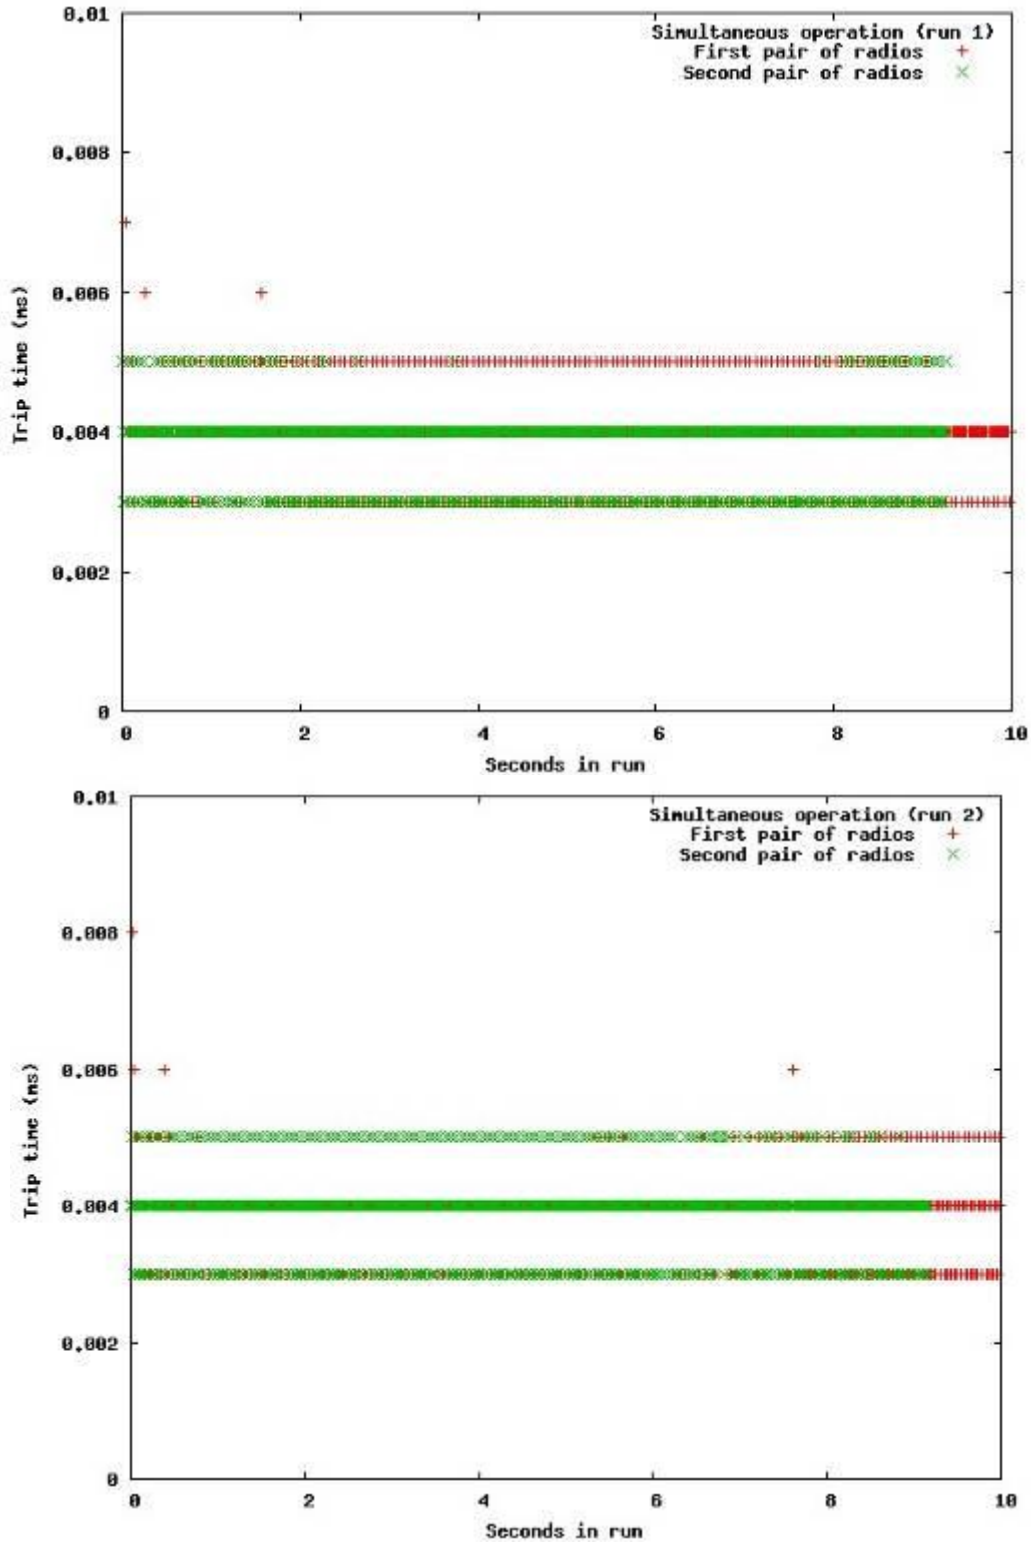 0.01
Simultaneous operation (run 1)
First pair of radios
Second pair of radios
0.008
0.006
0.004
0.002
0
Trip time (ms)
0 2 4 6 8 10
Seconds in run
0.01
Simultaneous operation (run 2)
First pair of radios
Second pair of radios
0.008
0.006
0.004
0.002
0
Trip time (ms)
0 2 4 6 8 10
Seconds in run